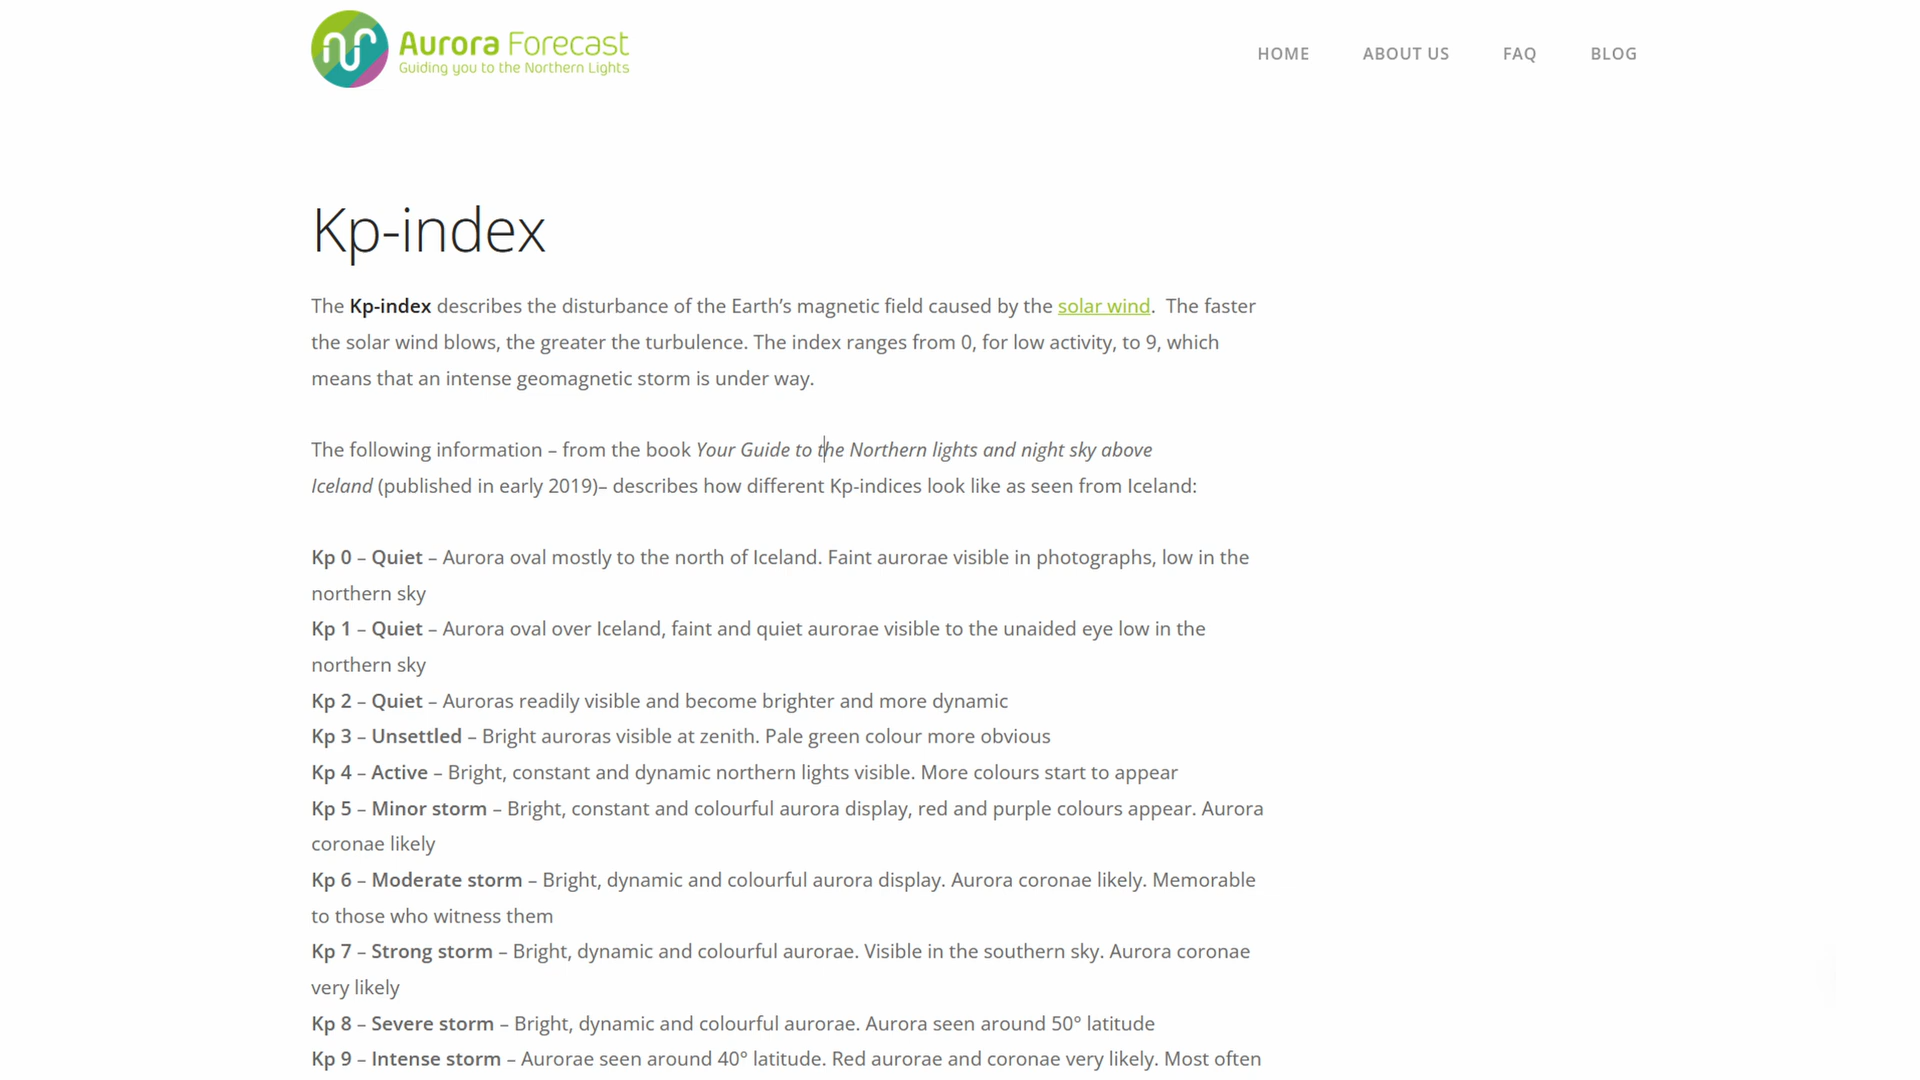 Aurora Forecast
Guiding you to the Northern Lights
HOME ABOUT US FAQ BLOG
Kp-index
The Kp-index describes the disturbance of the Earth’s magnetic field caused by the solar wind.  The faster
the solar wind blows, the greater the turbulence. The index ranges from 0, for low activity, to 9, which
means that an intense geomagnetic storm is under way.
The following information – from the book Your Guide to the Northern lights and night sky above
Iceland (published in early 2019)– describes how different Kp-indices look like as seen from Iceland:
Kp 0 – Quiet – Aurora oval mostly to the north of Iceland. Faint aurorae visible in photographs, low in the
northern sky
Kp 1 – Quiet – Aurora oval over Iceland, faint and quiet aurorae visible to the unaided eye low in the
northern sky
Kp 2 – Quiet – Auroras readily visible and become brighter and more dynamic
Kp 3 – Unsettled – Bright auroras visible at zenith. Pale green colour more obvious
Kp 4 – Active – Bright, constant and dynamic northern lights visible. More colours start to appear
Kp 5 – Minor storm – Bright, constant and colourful aurora display, red and purple colours appear. Aurora
coronae likely
Kp 6 – Moderate storm – Bright, dynamic and colourful aurora display. Aurora coronae likely. Memorable
to those who witness them
Kp 7 – Strong storm – Bright, dynamic and colourful aurorae. Visible in the southern sky. Aurora coronae
very likely
Kp 8 – Severe storm – Bright, dynamic and colourful aurorae. Aurora seen around 50° latitude
Kp 9 – Intense storm – Aurorae seen around 40° latitude. Red aurorae and coronae very likely. Most often